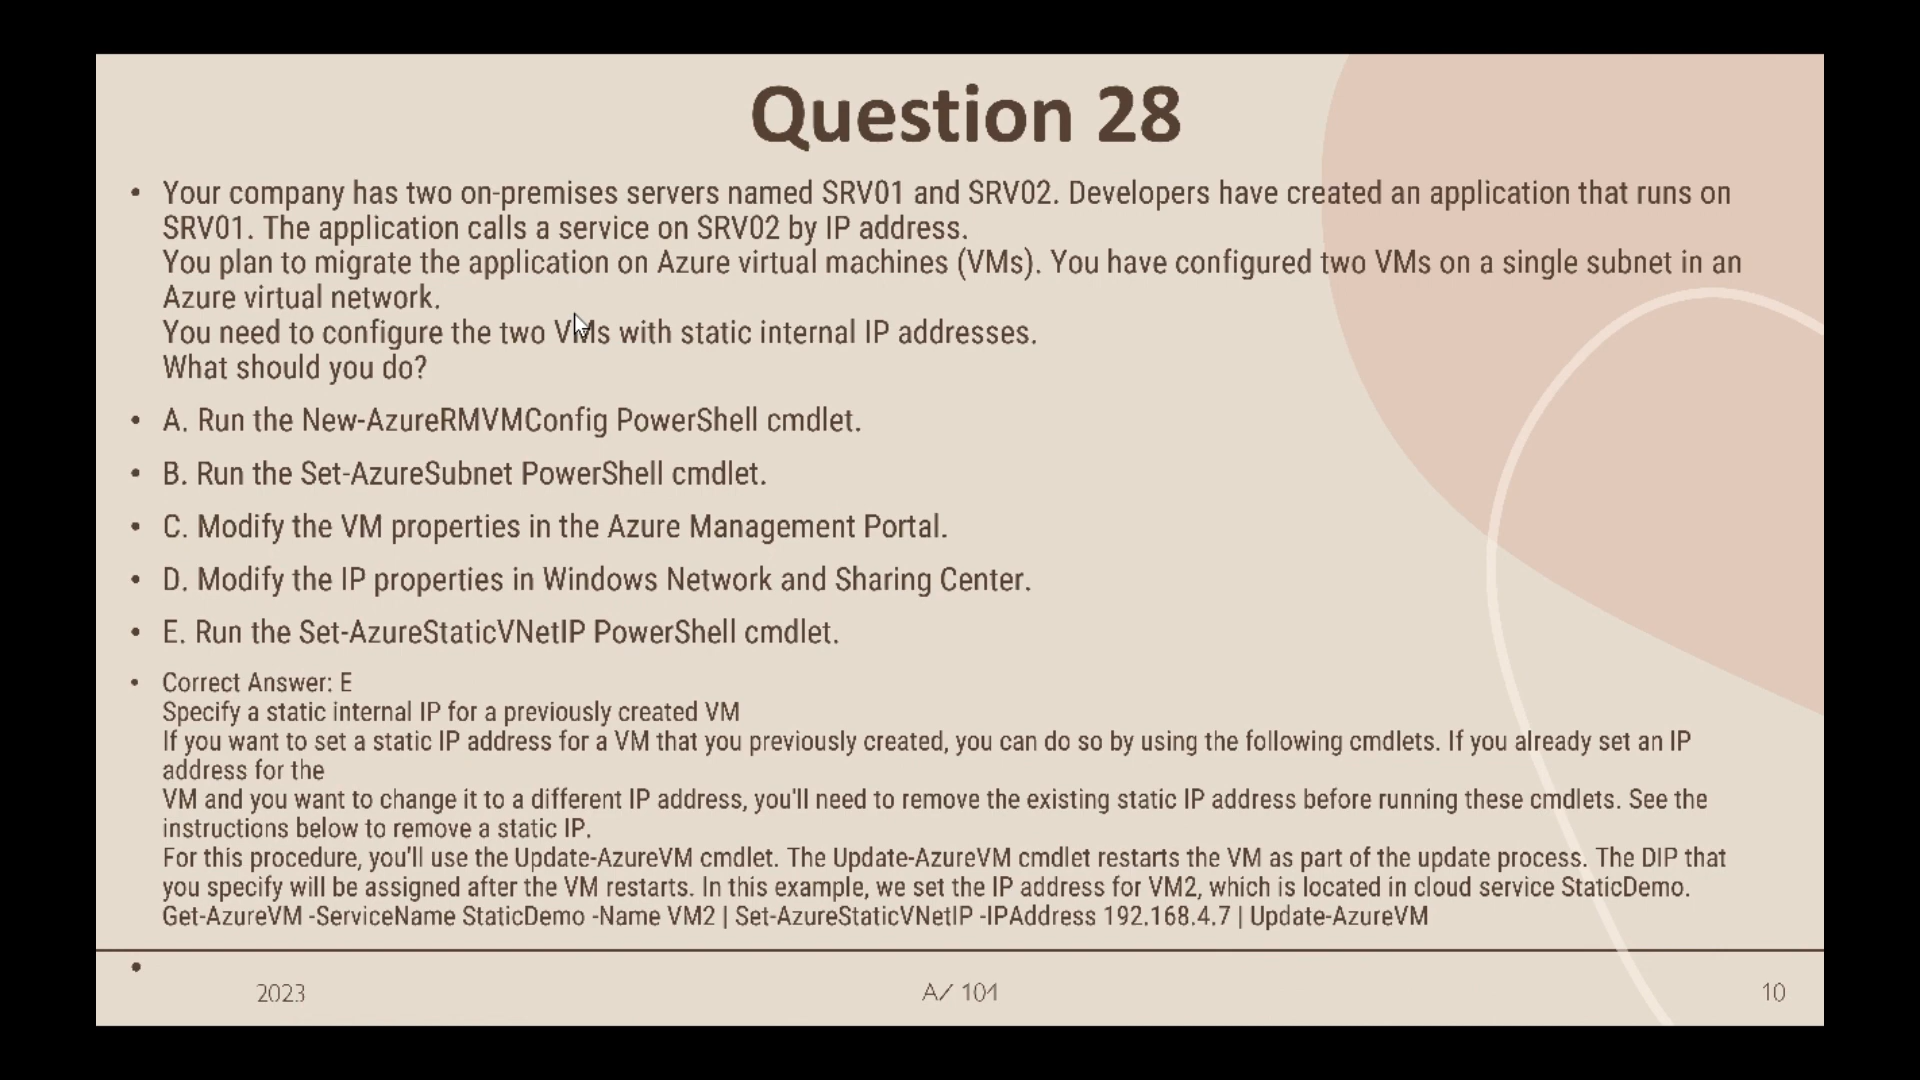 Question 28
• Your company has two on-premises servers named SRV01 and SRV02. Developers have created an application that runs on
SRV01. The application calls a service on SRV02 by IP address.
You plan to migrate the application on Azure virtual machines (VMs). You have configured two VMs on a single subnet in an
Azure virtual network.
You need to configure the two VMs with static internal IP addresses.
What should you do?
• A. Run the New-AzureRMVMConfig PowerShell cmdlet.
• B. Run the Set-AzureSubnet PowerShell cmdlet.
• C. Modify the VM properties in the Azure Management Portal.
• D. Modify the IP properties in Windows Network and Sharing Center.
• E. Run the Set-AzureStaticVNetIP PowerShell cmdlet.
• Correct Answer: E
Specify a static internal IP for a previously created VM
If you want to set a static IP address for a VM that you previously created, you can do so by using the following cmdlets. If you already set an IP
address for the
VM and you want to change it to a different IP address, you'll need to remove the existing static IP address before running these cmdlets. See the
instructions below to remove a static IP.
For this procedure, you'll use the Update-AzureVM cmdlet. The Update-AzureVM cmdlet restarts the VM as part of the update process. The DIP that
you specify will be assigned after the VM restarts. In this example, we set the IP address for VM2, which is located in cloud service StaticDemo.
Get-AzureVM -ServiceName StaticDemo -Name VM2 | Set-AzureStaticVNetIP -IPAddress 192.168.4.7 | Update-AzureVM
•
2023
A/ 101
10